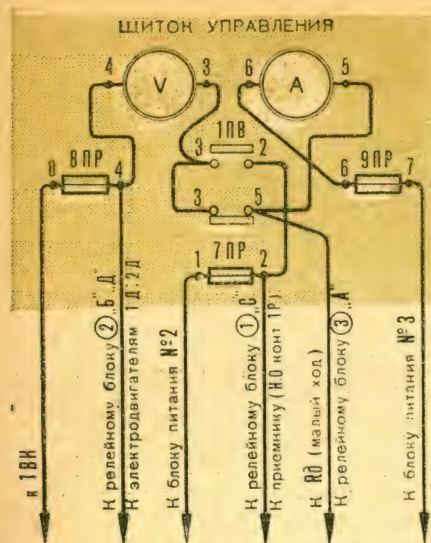 ЩИТОК УПРАВЛЕНИЯ
4 V 3 6 A 5
1ПВ
3 2
8 8ПР 4 6 9ПР 7
3 5
7ПР
1 2
к 1ВК
К релейному блоку ② „Б" „Д"
К электродвигателям 1Д; 2Д
К блоку питания №2
К релейному блоку ① „С"
К приемнику (Н.О конт 1Р)
К Rд (малый ход)
К релейному блоку ③ „А"
К блоку питания №3